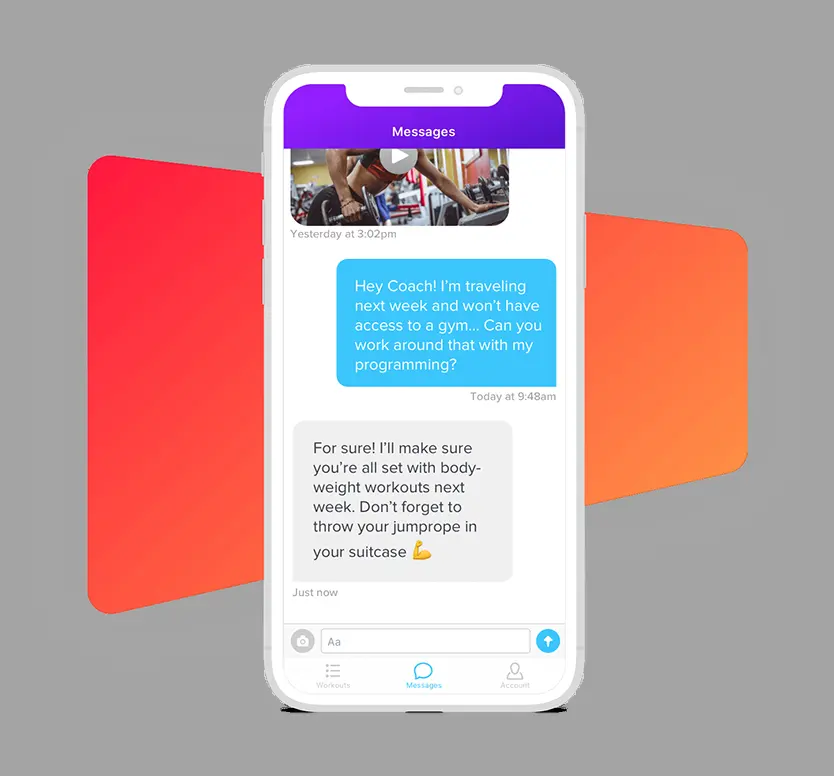 Messages
Yesterday at 3:02pm
Hey Coach! I’m traveling
next week and won’t have
access to a gym... Can you
work around that with my
programming?
Today at 9:48am
For sure! I’ll make sure
you’re all set with body-
weight workouts next
week. Don’t forget to
throw your jumprope in
your suitcase 💪
Just now
Aa
Workouts
Messages
Account